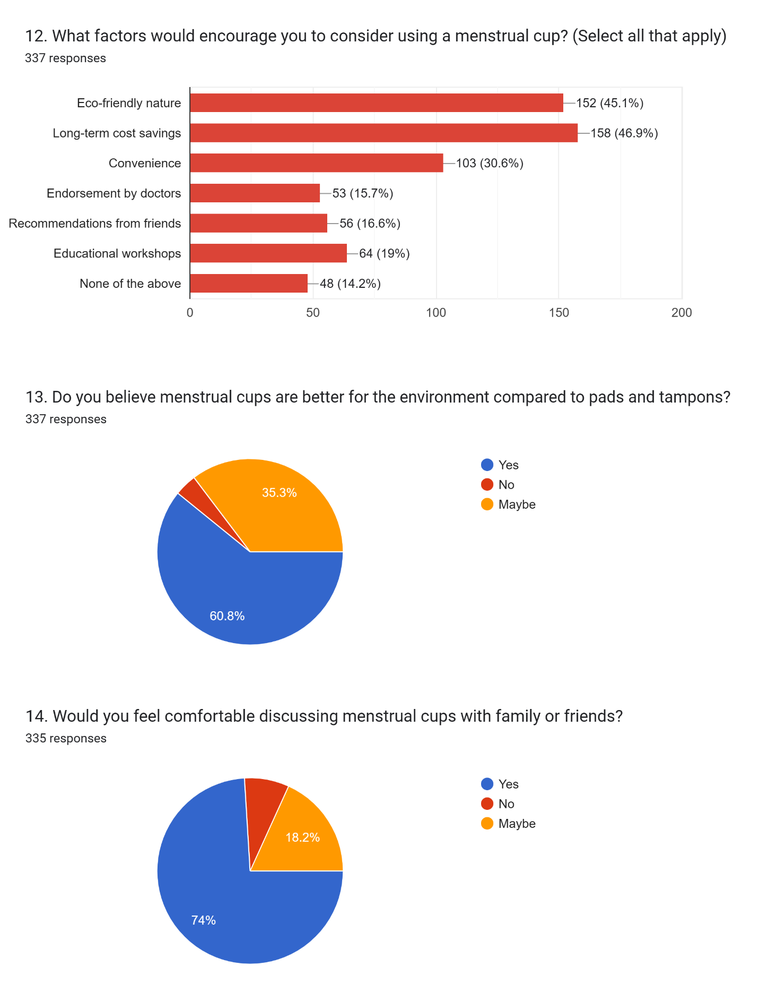 12. What factors would encourage you to consider using a menstrual cup? (Select all that apply)
337 responses
Eco-friendly nature 152 (45.1%)
Long-term cost savings 158 (46.9%)
Convenience 103 (30.6%)
Endorsement by doctors 53 (15.7%)
Recommendations from friends 56 (16.6%)
Educational workshops 64 (19%)
None of the above 48 (14.2%)
0 50 100 150 200
13. Do you believe menstrual cups are better for the environment compared to pads and tampons?
337 responses
Yes
No
Maybe
35.3%
60.8%
14. Would you feel comfortable discussing menstrual cups with family or friends?
335 responses
Yes
No
Maybe
18.2%
74%